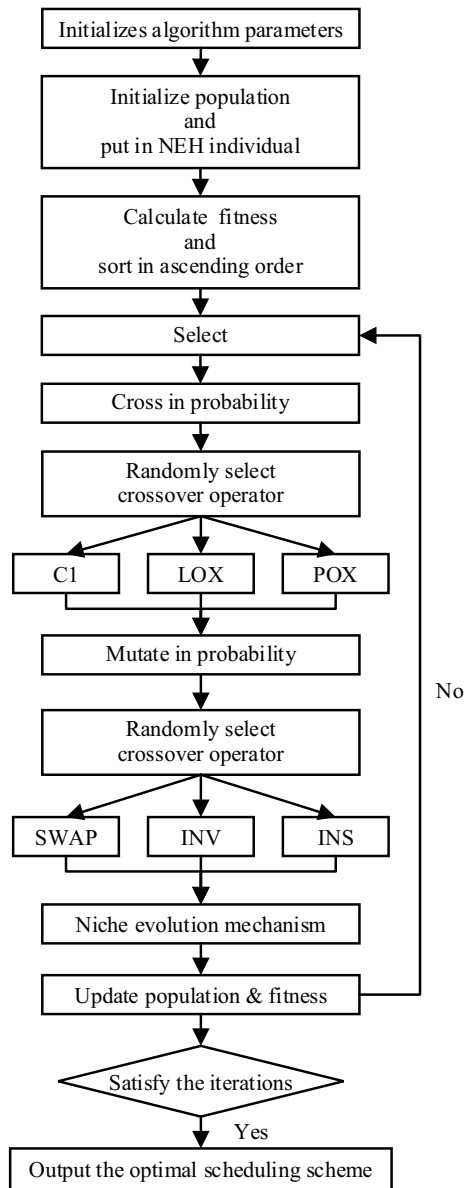 Initializes algorithm parameters
Initialize population
and
put in NEH individual
Calculate fitness
and
sort in ascending order
Select
Cross in probability
Randomly select
crossover operator
C1
LOX
POX
Mutate in probability
No
Randomly select
crossover operator
SWAP
INV
INS
Niche evolution mechanism
Update population & fitness
Satisfy the iterations
Yes
Output the optimal scheduling scheme